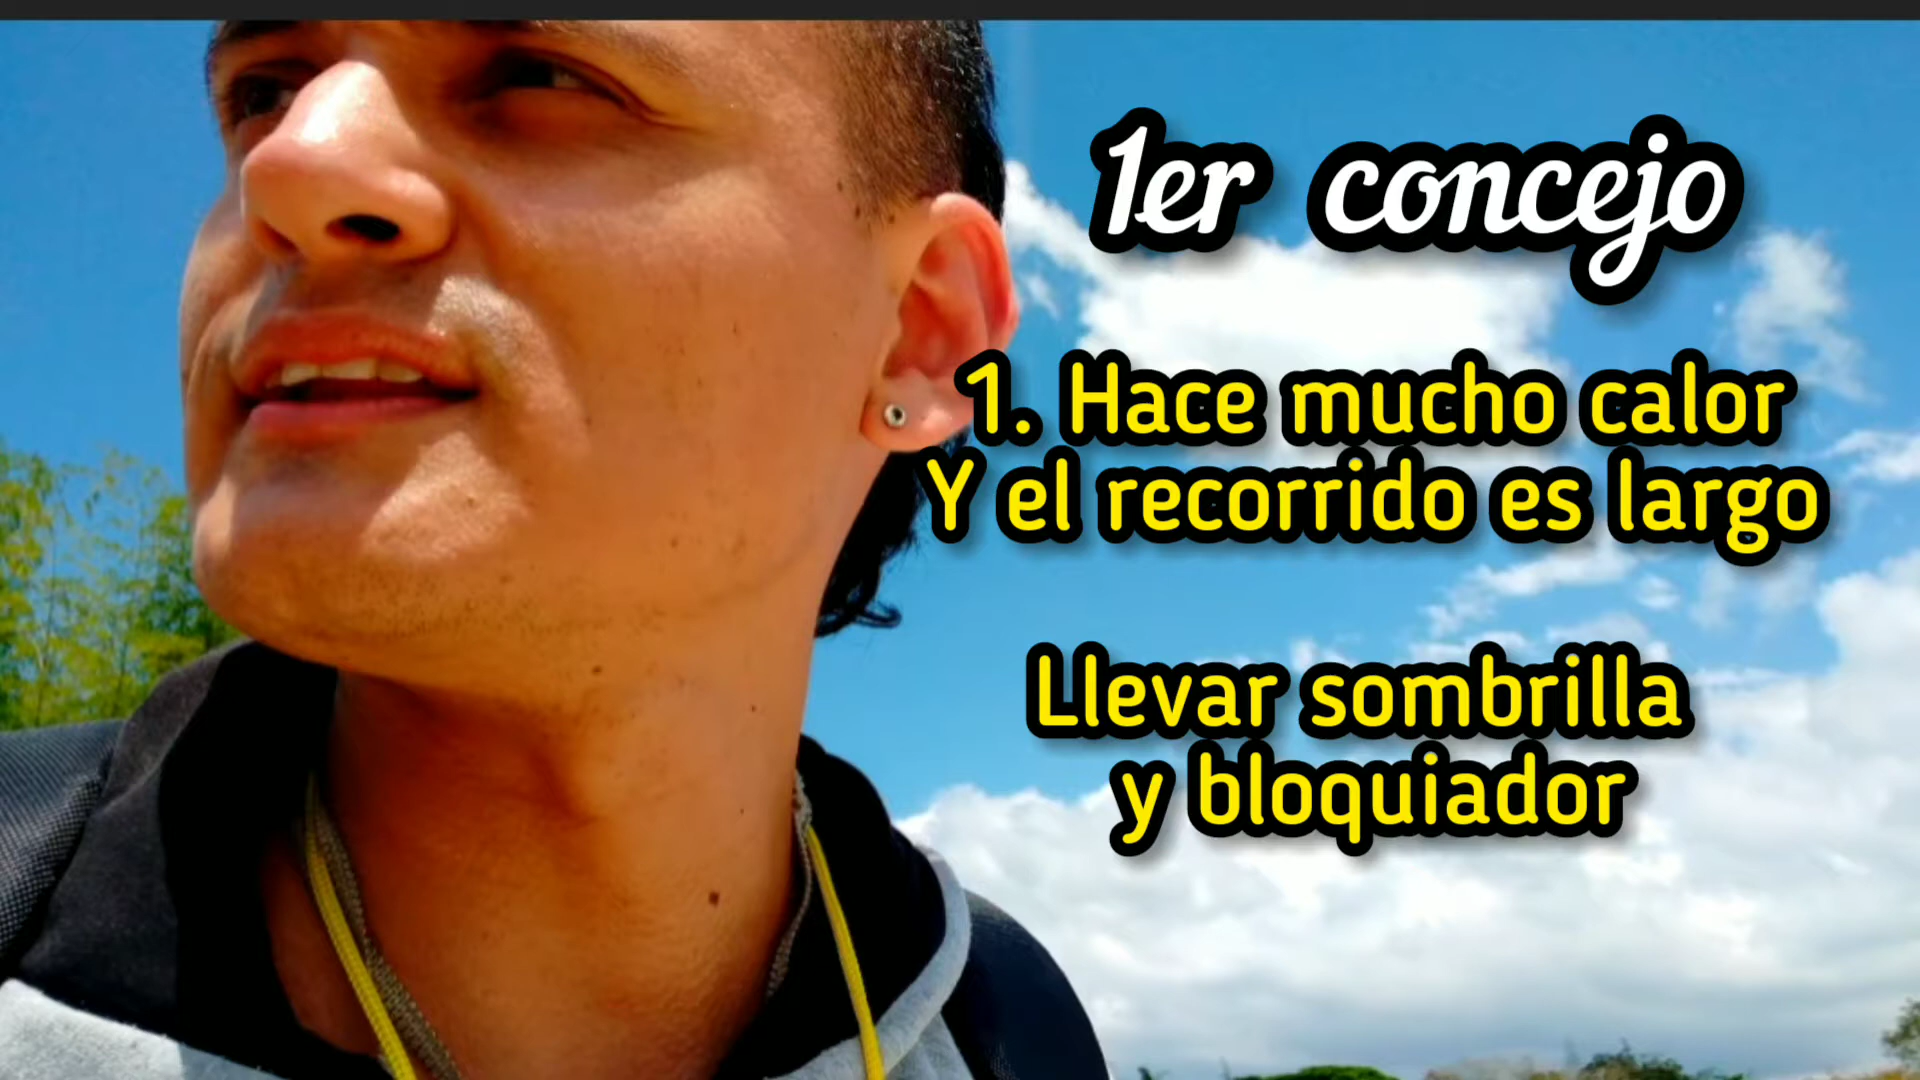 1er concejo
1. Hace mucho calor
Y el recorrido es largo
Llevar sombrilla
y bloquiador